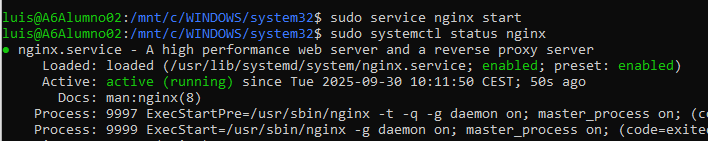 luis@A6Alumno02:/mnt/c/WINDOWS/system32$ sudo service nginx start
luis@A6Alumno02:/mnt/c/WINDOWS/system32$ sudo systemctl status nginx
● nginx.service - A high performance web server and a reverse proxy server
Loaded: loaded (/usr/lib/systemd/system/nginx.service; enabled; preset: enabled)
Active: active (running) since Tue 2025-09-30 10:11:50 CEST; 50s ago
Docs: man:nginx(8)
Process: 9997 ExecStartPre=/usr/sbin/nginx -t -q -g daemon on; master_process on; (co
Process: 9999 ExecStart=/usr/sbin/nginx -g daemon on; master_process on; (code=exite